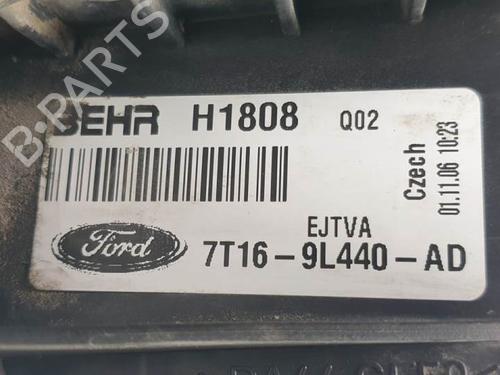 BEHR H1808 Q02
Czech
01.11.06 10:23
EJTVA
Ford 7T16-9L440-AD
B-PARTS